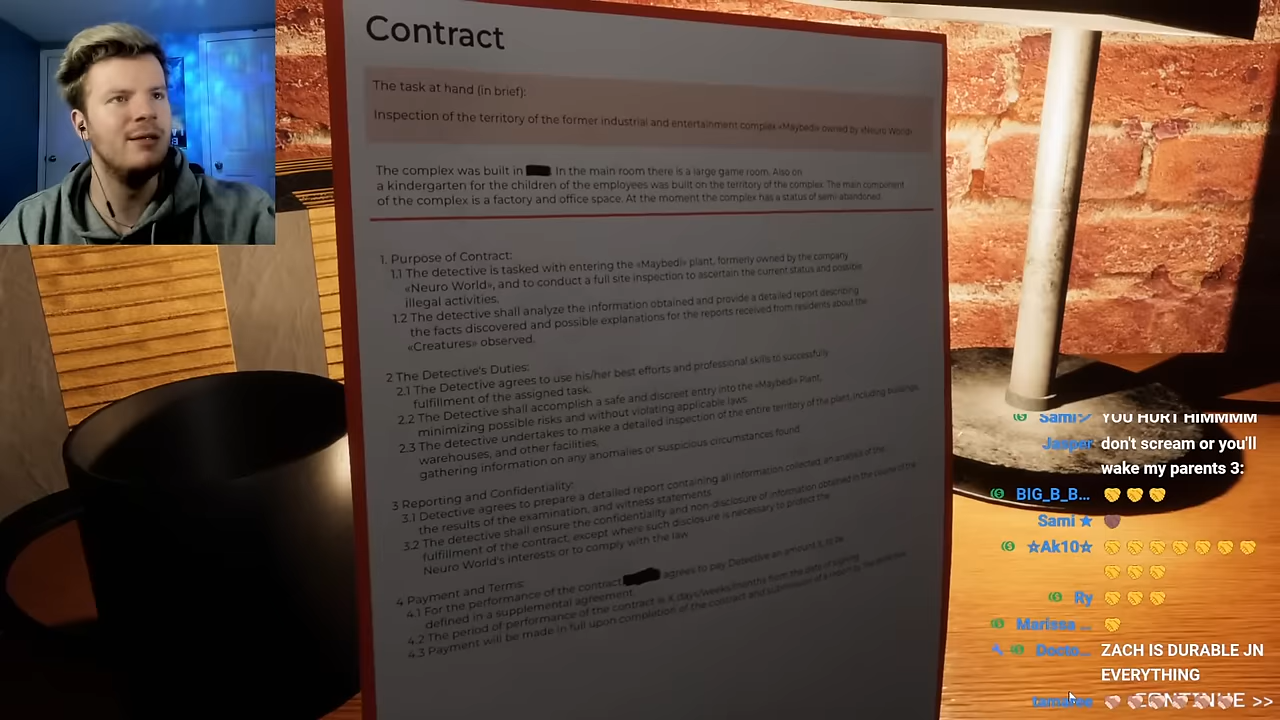 Contract
The task at hand (in brief):
Inspection of the territory of the former industrial and entertainment complex «Maybed» owned by «Neuro World»
The complex was built in In the main room there is a large game room. Also on
a kindergarten for the children of the employees was built on the territory of the complex. The main component
of the complex is a factory and office space. At the moment the complex has a status of semi abandoned.
1. Purpose of Contract:
1.1 The detective is tasked with entering the «Maybed» plant, formerly owned by the company
«Neuro World», and to conduct a full site inspection to ascertain the current status and possible
illegal activities.
1.2 The detective shall analyze the information obtained and provide a detailed report describing
the facts discovered and possible explanations for the reports received from residents about the
«Creatures» observed.
2 The Detective's Duties:
2.1 The Detective agrees to use his/her best efforts and professional skills to successfully
fulfillment of the assigned task.
2.2 The Detective shall accomplish a safe and discreet entry into the «Maybed» Plant,
minimizing possible risks and without violating applicable laws.
2.3 The detective undertakes to make a detailed inspection of the entire territory of the plant, including buildings,
warehouses, and other facilities,
gathering information on any anomalies or suspicious circumstances found
3 Reporting and Confidentiality:
3.1 Detective agrees to prepare a detailed report containing all information collected, an analysis of the
the results of the examination, and witness statements
3.2 The detective shall ensure the confidentiality and non-disclosure of information obtained in the course of the
fulfillment of the contract, except where such disclosure is necessary to protect the
Neuro World's interests or to comply with the law.
4 Payment and Terms:
4.1 For the performance of the contract, agrees to pay Detective an amount to be
defined in a supplemental agreement.
4.2 The period of performance of the contract is X days/weeks/months from the date of signing
4.3 Payment will be made in full upon completion of the contract and submission of a report by the
Sami YOU HURT HIMMMM
Jasper don't scream or you'll
wake my parents 3:
BIG_B_B... 💛💛💛
Sami ★
☆Ak10☆
Ry
Marissa ...
Docto... ZACH IS DURABLE JN
EVERYTHING
CONTINUE >>